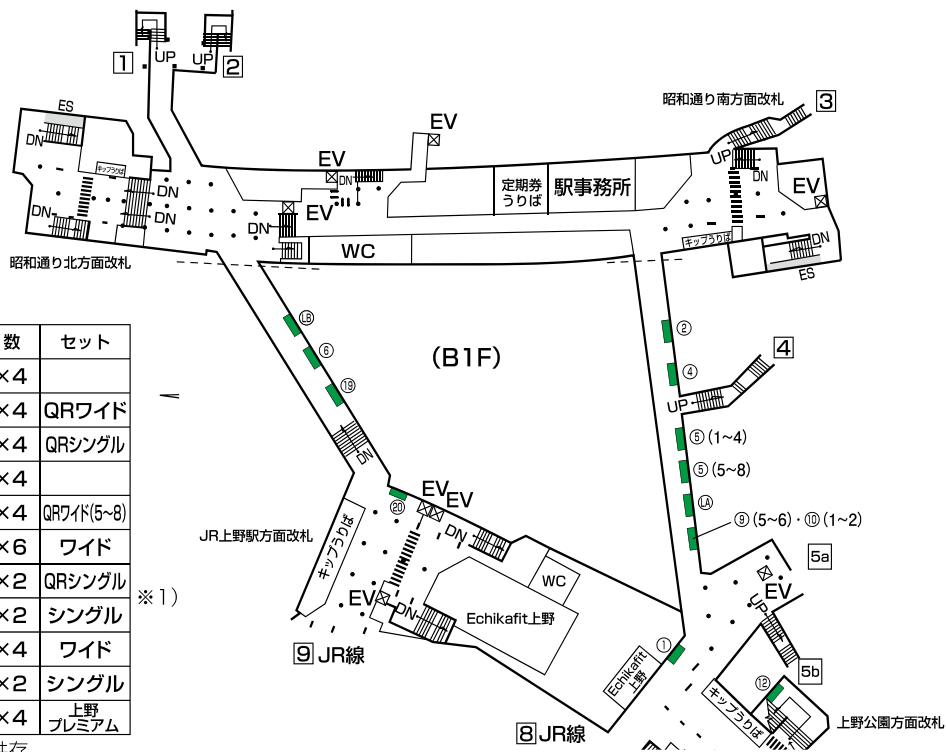 1
UP
UP
2
ES
DN
キップうりば
DN
DN
DN
昭和通り北方面改札
EV
EV
DN
EV
DN
WC
定期券
うりば
駅事務所
昭和通り南方面改札
3
UP
DN
EV
キップうりば
DN
ES
(B1F)
LB
6
19
DN
2
4
4
UP
⑤(1~4)
⑤(5~8)
LA
⑨(5~6)・⑩(1~2)
5a
EV
UP
5b
数 セット
×4
×4 QRワイド
×4 QRシングル
×4
×4 QRワイド(5~8)
×6 ワイド
×2 QRシングル
×2 シングル
※1)
×4 ワイド
×2 シングル
×4 上野
プレミアム
JR上野駅方面改札
キップうりば
⑳
EV
EV
DN
WC
EV
DN
Echikafit上野
9 JR線
①
Echikafit
上野
8 JR線
キップうりば
⑫
上野公園方面改札